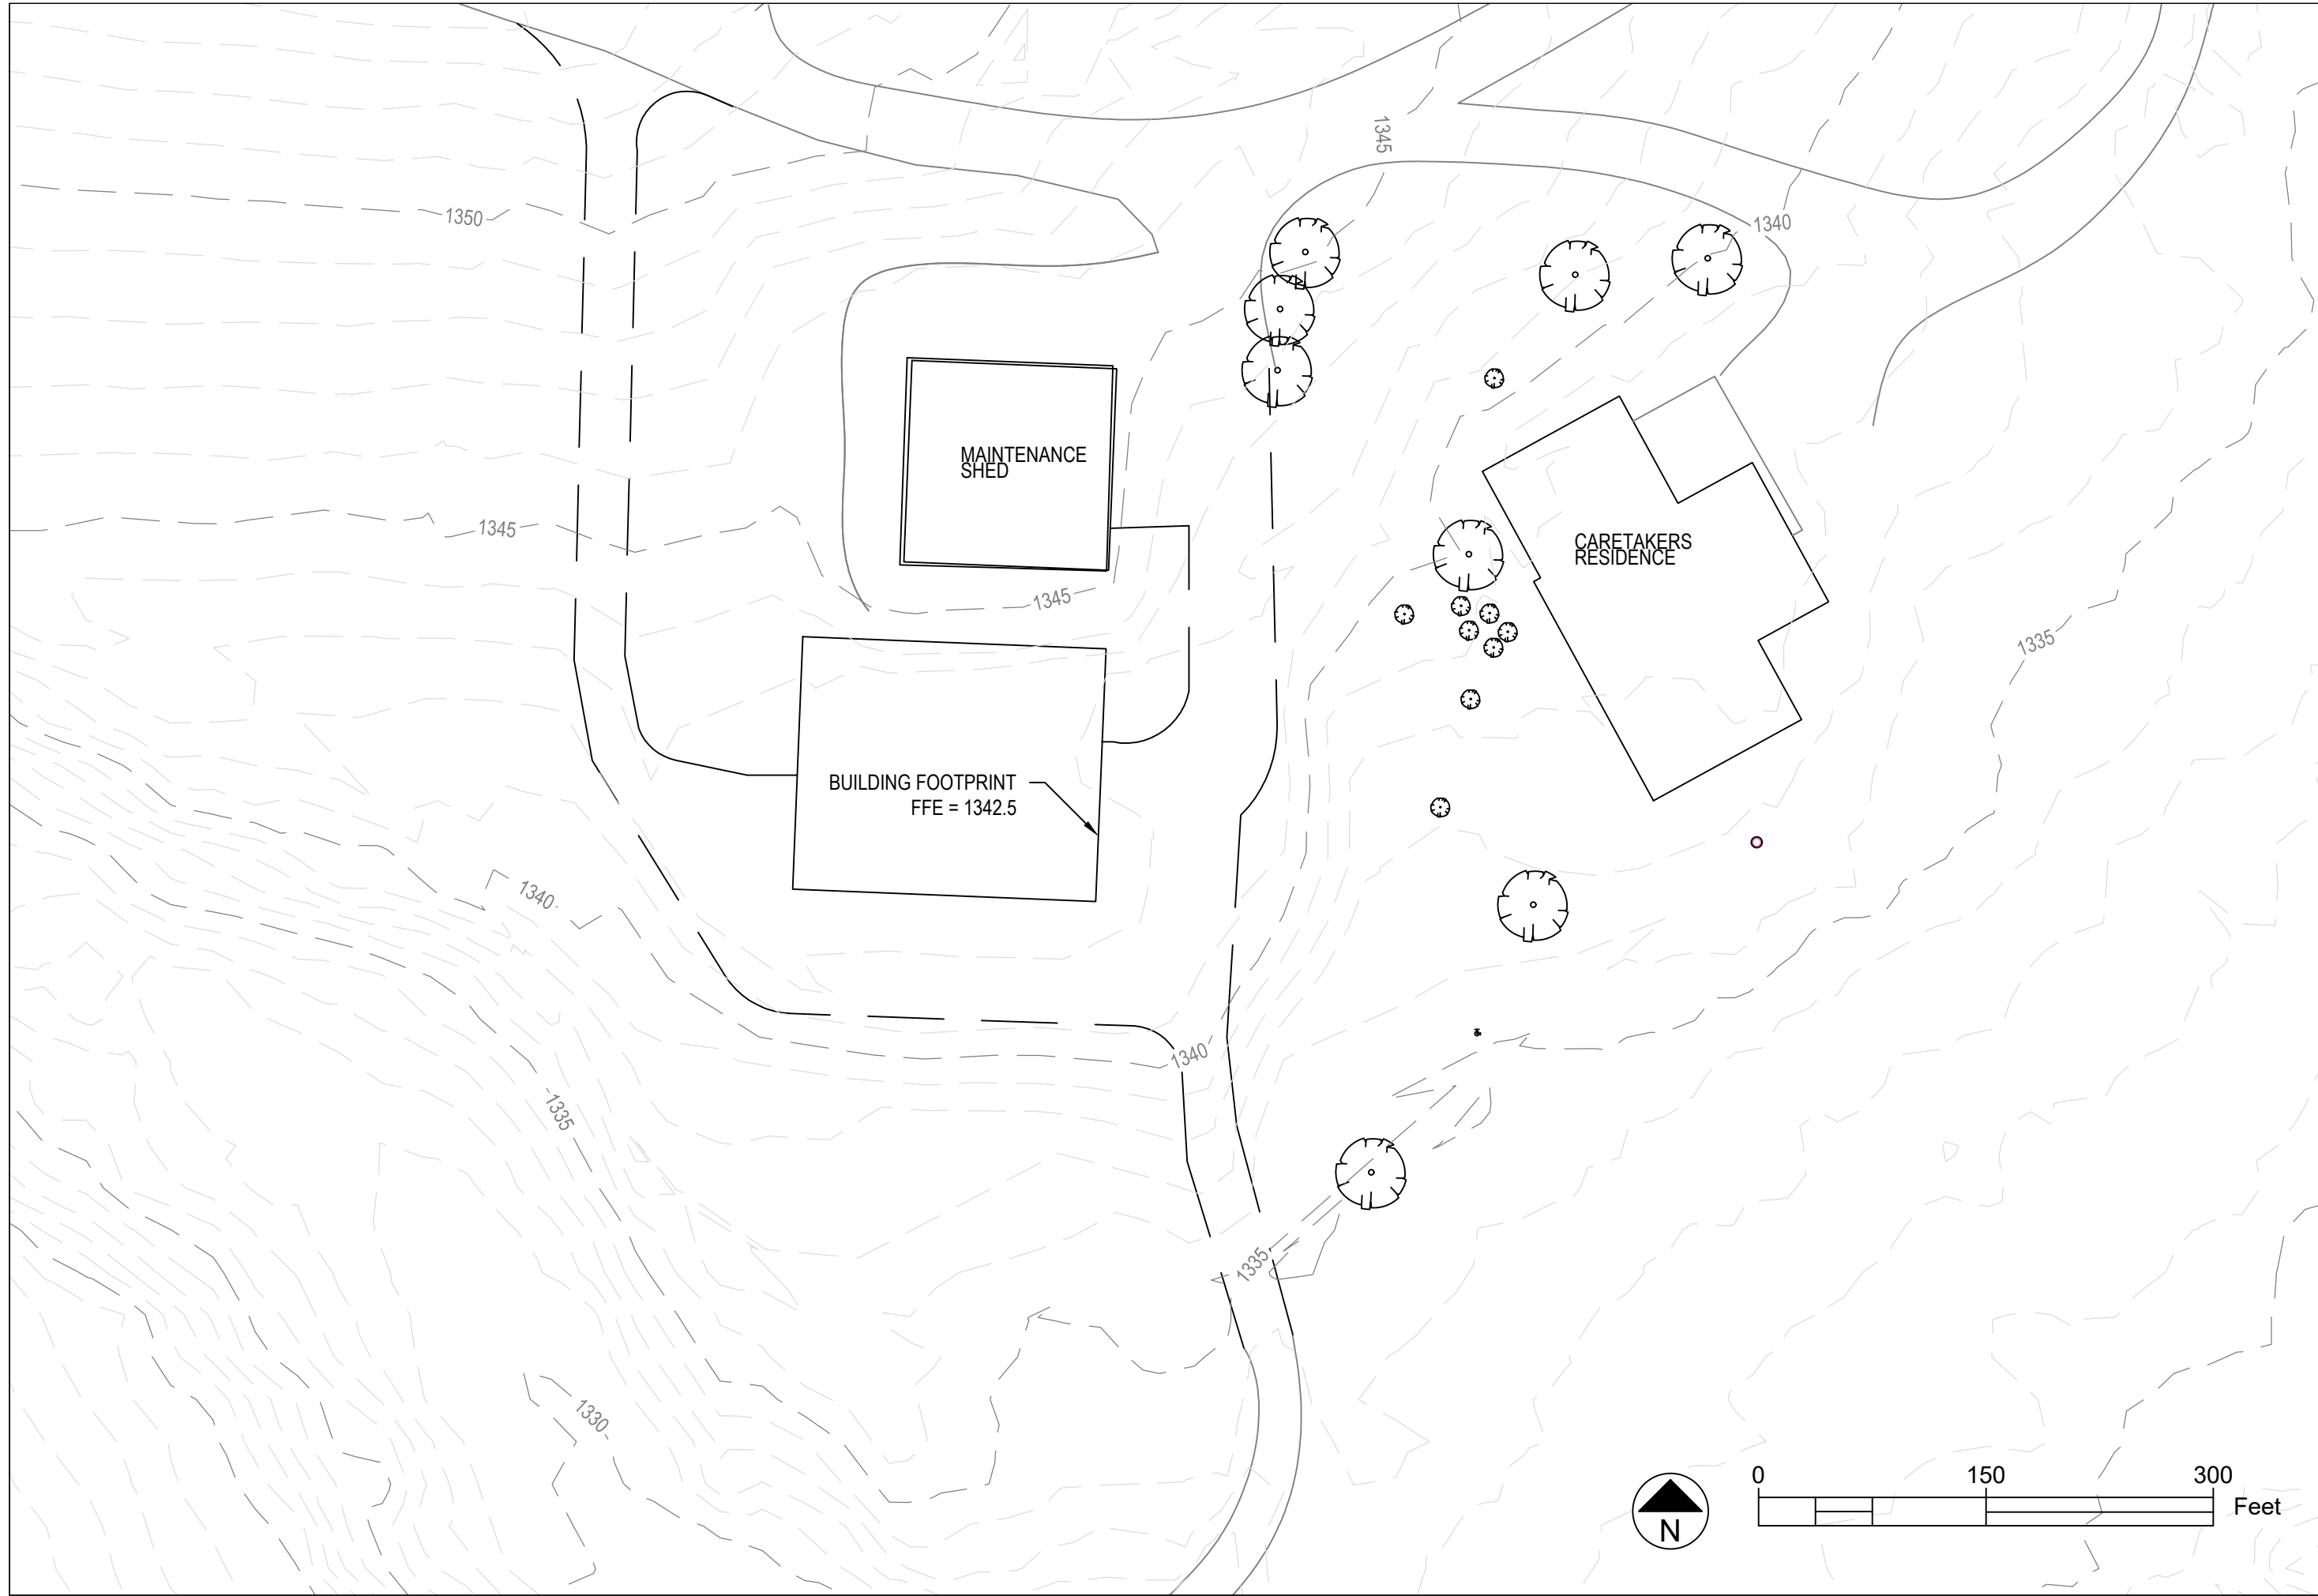 1345
1350
1340
MAINTENANCE
SHED
1345
CARETAKERS
RESIDENCE
1345
1335
BUILDING FOOTPRINT
FFE = 1342.5
1340
1340
1335
1335
1330
0 150 300
Feet
N